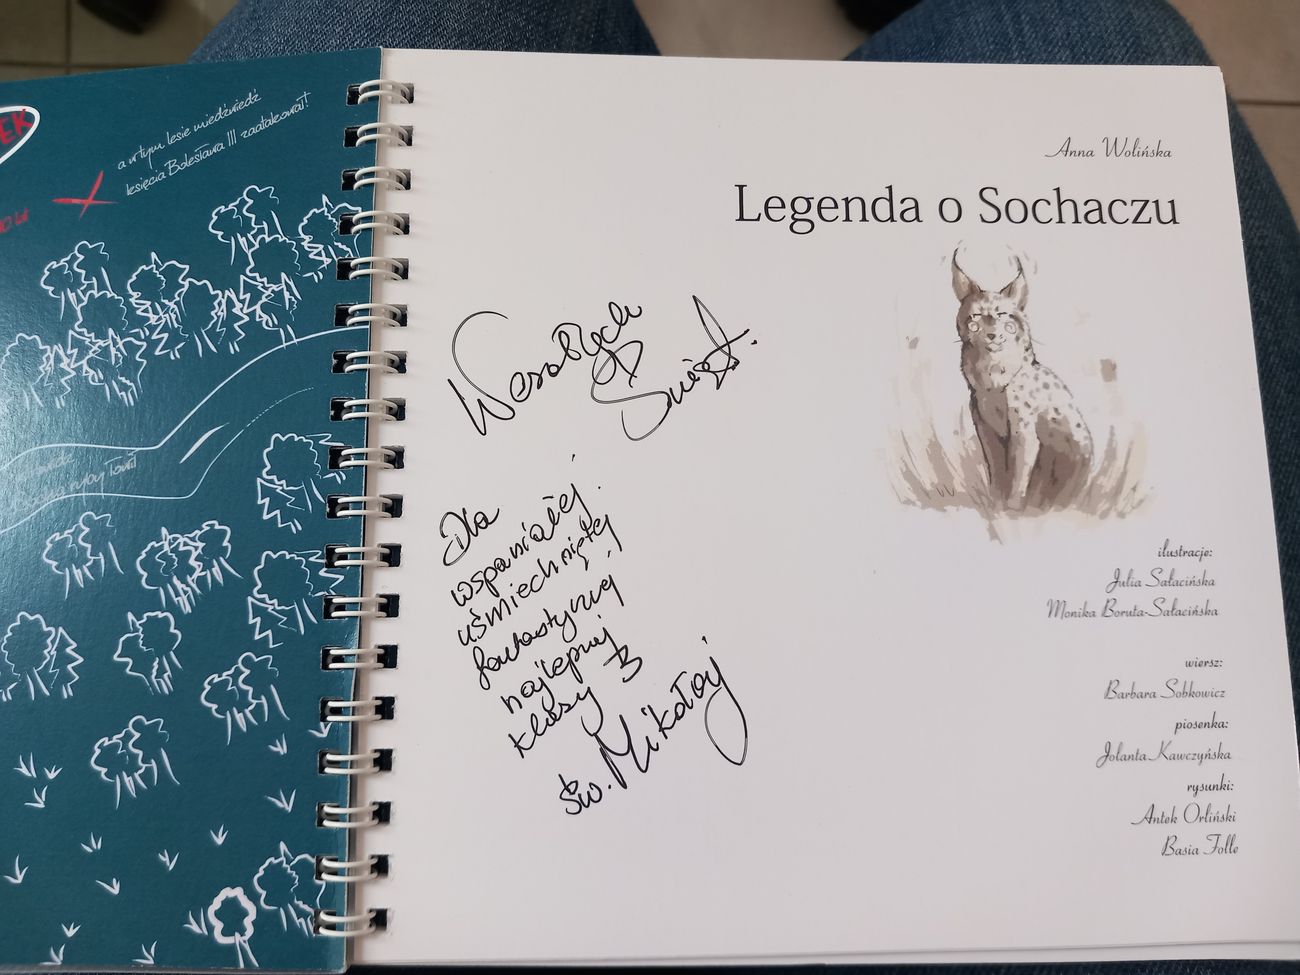 EK
a w tym lesie niedźwiedź
księcia Bolesława III zaatakował!
Anna Wolińska
Legenda o Sochaczu
Wesołych
Świąt.
Dla
wspaniałej
uśmiechniętej
fantastycznej
najlepszej
klasy
św. Mikołaj
ilustracje:
Julia Sałacińska
Monika Boruta-Sałacińska
wiersz:
Barbara Sobkowicz
piosenka:
Jolanta Kawczyńska
rysunki:
Antek Orliński
Basia Folle